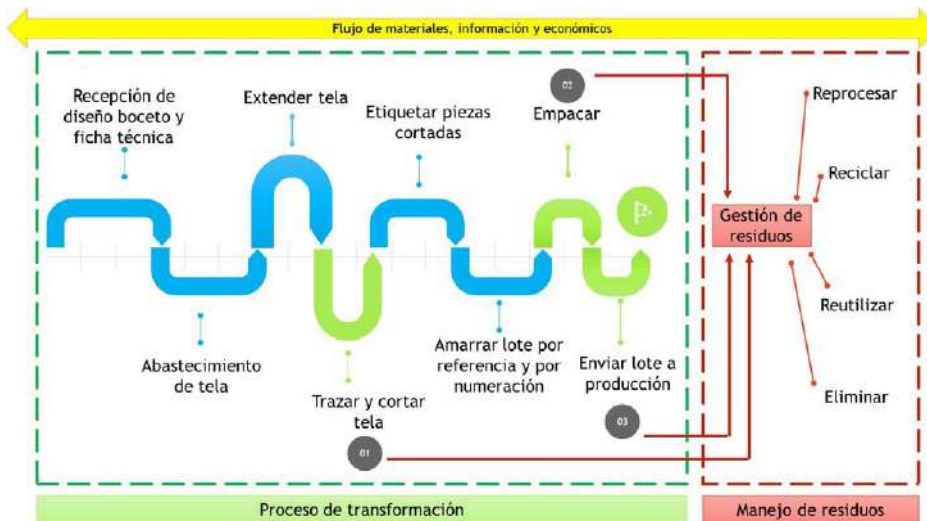 Flujo de materiales, información y económicos
Recepción de
diseño boceto y
ficha técnica
Extender tela
Etiquetar piezas
cortadas
02
Empacar
Reprocesar
Reciclar
Gestión de
residuos
Reutilizar
Eliminar
Abastecimiento
de tela
Trazar y cortar
tela
01
Amarrar lote por
referencia y por
numeración
Enviar lote a
producción
03
Proceso de transformación
Manejo de residuos